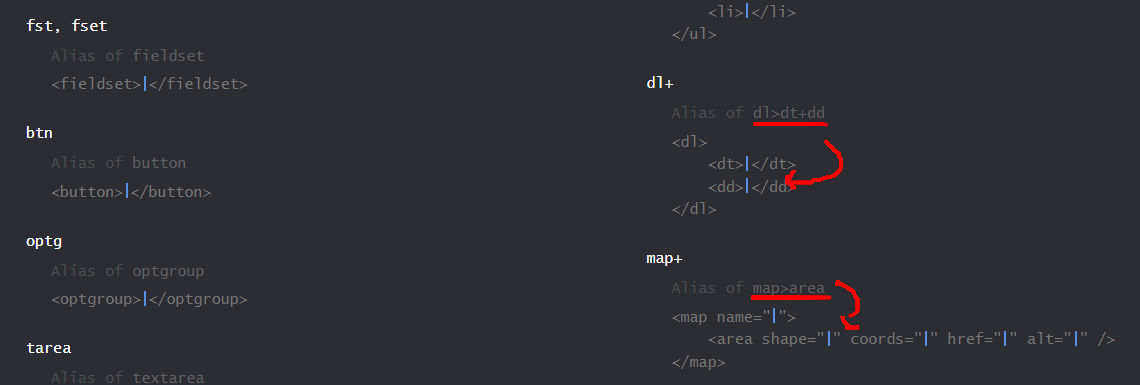 fst, fset
Alias of fieldset
<fieldset>|</fieldset>
btn
Alias of button
<button>|</button>
optg
Alias of optgroup
<optgroup>|</optgroup>
tarea
Alias of textarea
<li>|</li>
</ul>
dl+
Alias of dl>dt+dd
<dl>
<dt>|</dt>
<dd>|</dd>
</dl>
map+
Alias of map>area
<map name="|">
<area shape="|" coords="|" href="|" alt="|" />
</map>